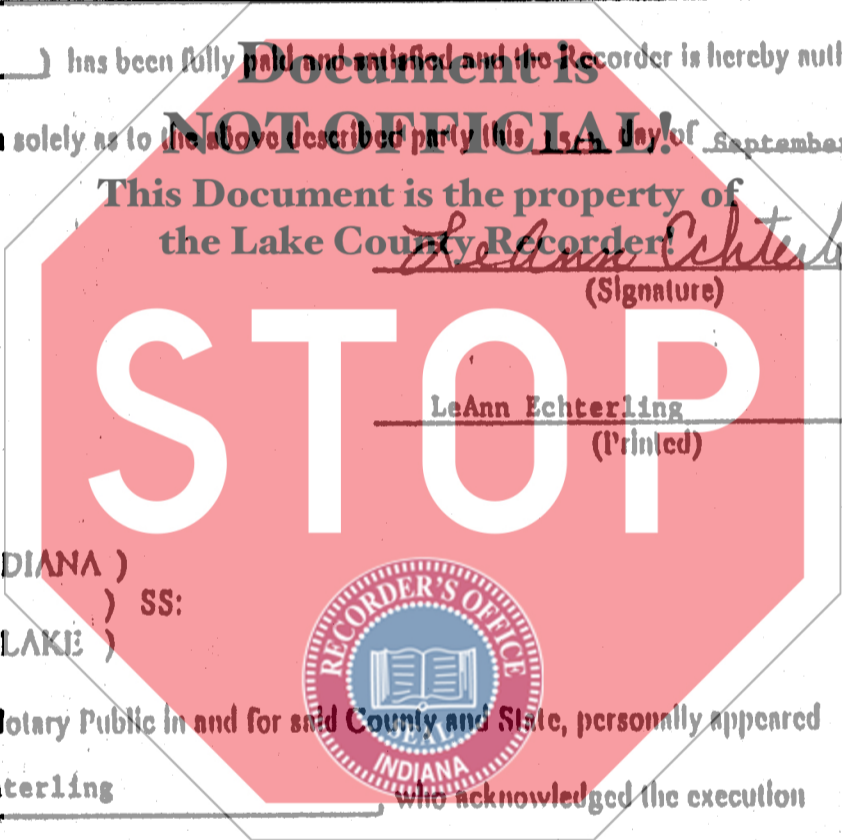 ) has been fully paid and satisfied and the Recorder is hereby auth
Document is
solely as to the above described party this 15th day of September
NOT OFFICIAL!
This Document is the property of
the Lake County Recorder!
LeAnn Echterl
(Signature)
STOP
LeAnn Echterling
(Printed)
DIANA )
) SS:
LAKE )
RECORDER'S OFFICE
SEAL
INDIANA
otary Public in and for said County and State, personally appeared
terling
who acknowledged the execution